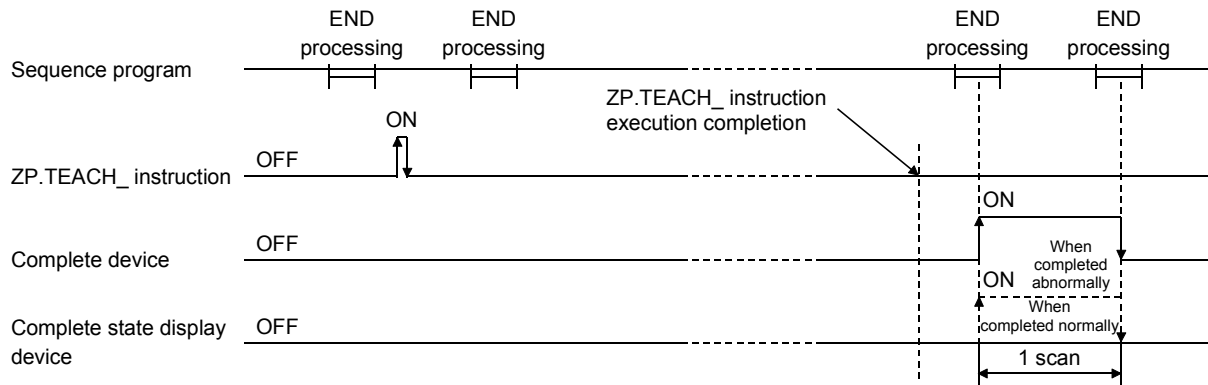 END
processing
END
processing
END
processing
END
processing
Sequence program
ZP.TEACH_ instruction
execution completion
ON
OFF
ZP.TEACH_ instruction
ON
OFF
Complete device
When
completed
abnormally
ON
When
completed normally
OFF
Complete state display
device
1 scan